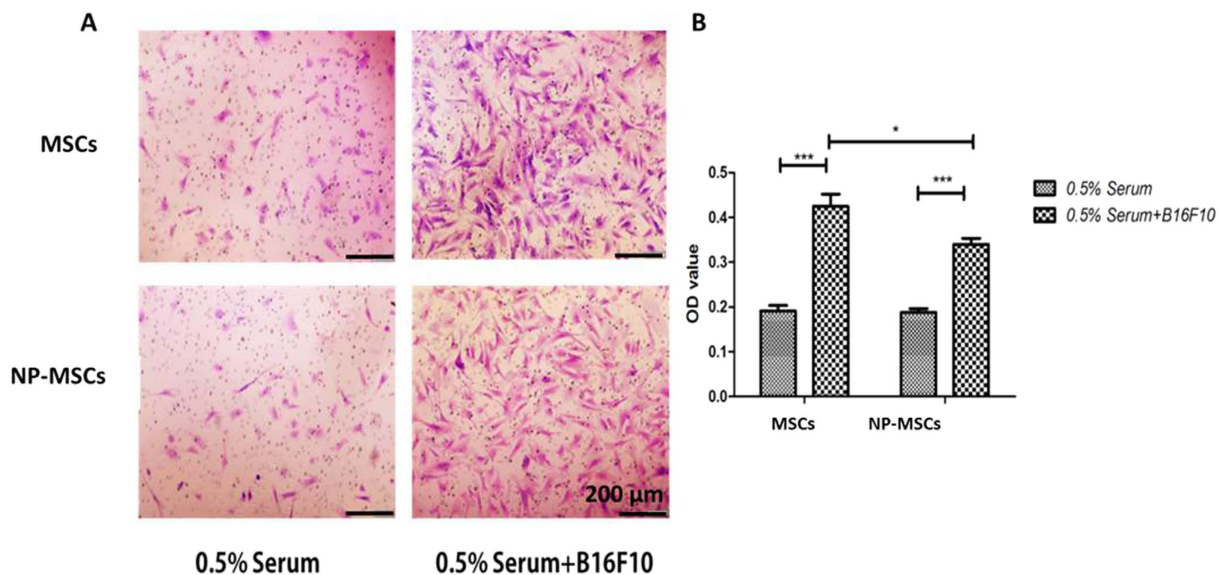 A
B
MSCs
NP-MSCs
200 µm
0.5% Serum
0.5% Serum+B16F10
*
***
***
0.5
0.4
0.3
0.2
0.1
0.0
OD value
MSCs
NP-MSCs
0.5% Serum
0.5% Serum+B16F10